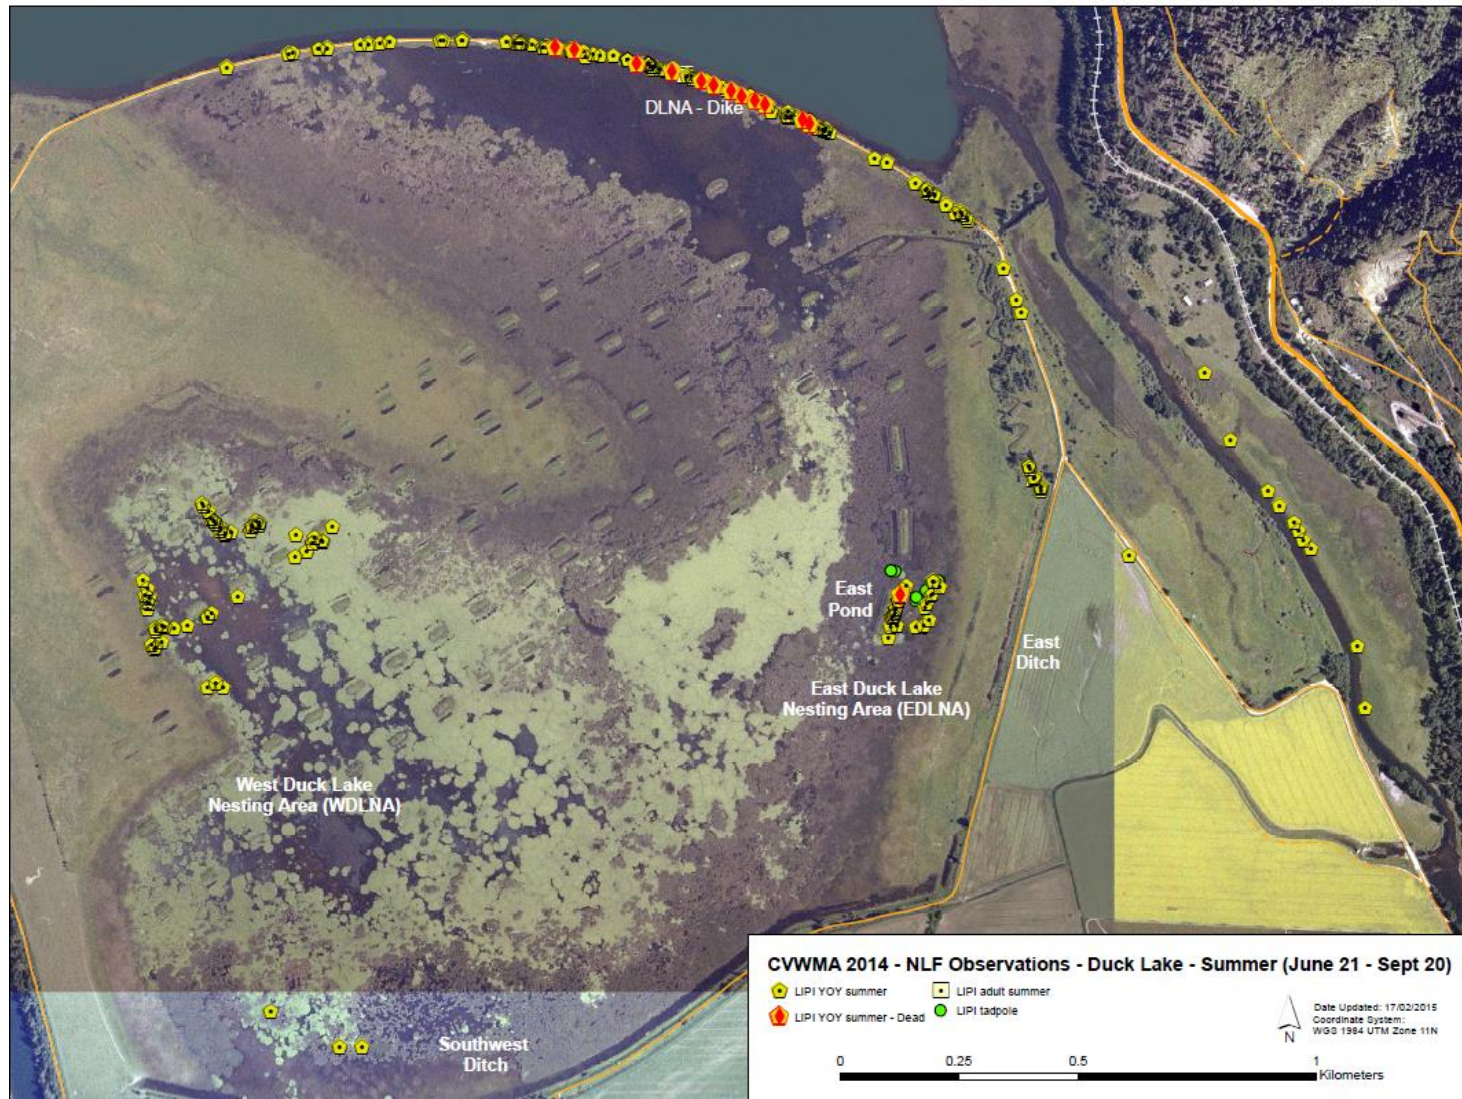 DLNA - Dike
East
Pond
East
Ditch
East Duck Lake
Nesting Area (EDLNA)
West Duck Lake
Nesting Area (WDLNA)
Southwest
Ditch
CVWMA 2014 - NLF Observations - Duck Lake - Summer (June 21 - Sept 20)
LIPI YOY summer
LIPI adult summer
LIPI YOY summer - Dead
LIPI tadpole
N
Date Updated: 17/02/2015
Coordinate System:
WGS 1984 UTM Zone 11N
0 0.25 0.5 1
Kilometers